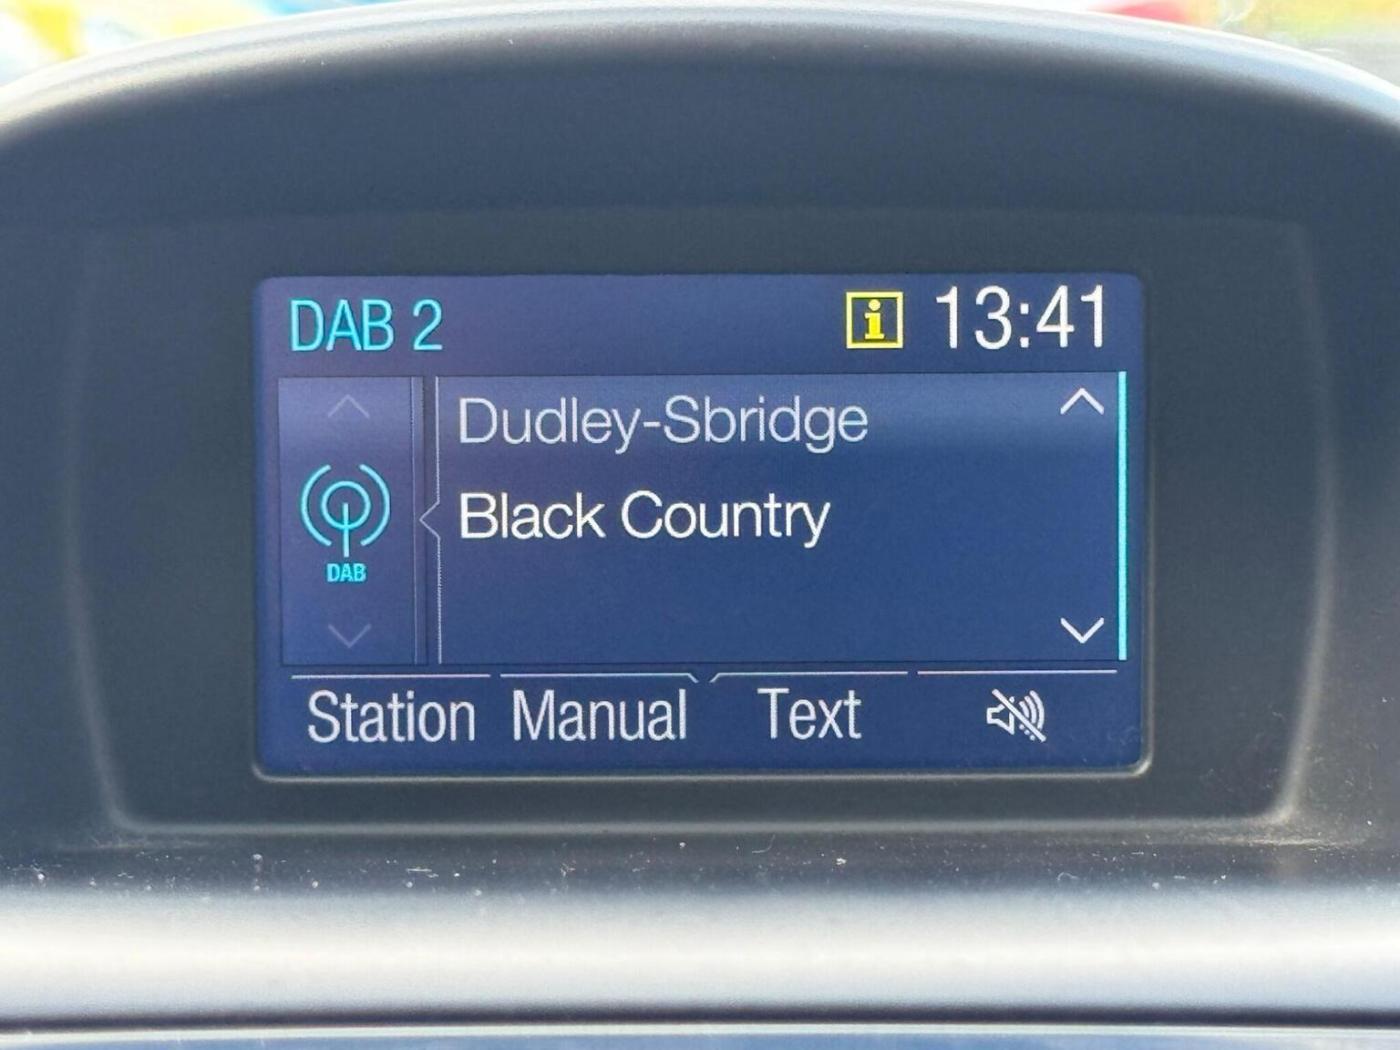 DAB 2
i 13:41
Dudley-Sbridge
Black Country
DAB
Station Manual Text